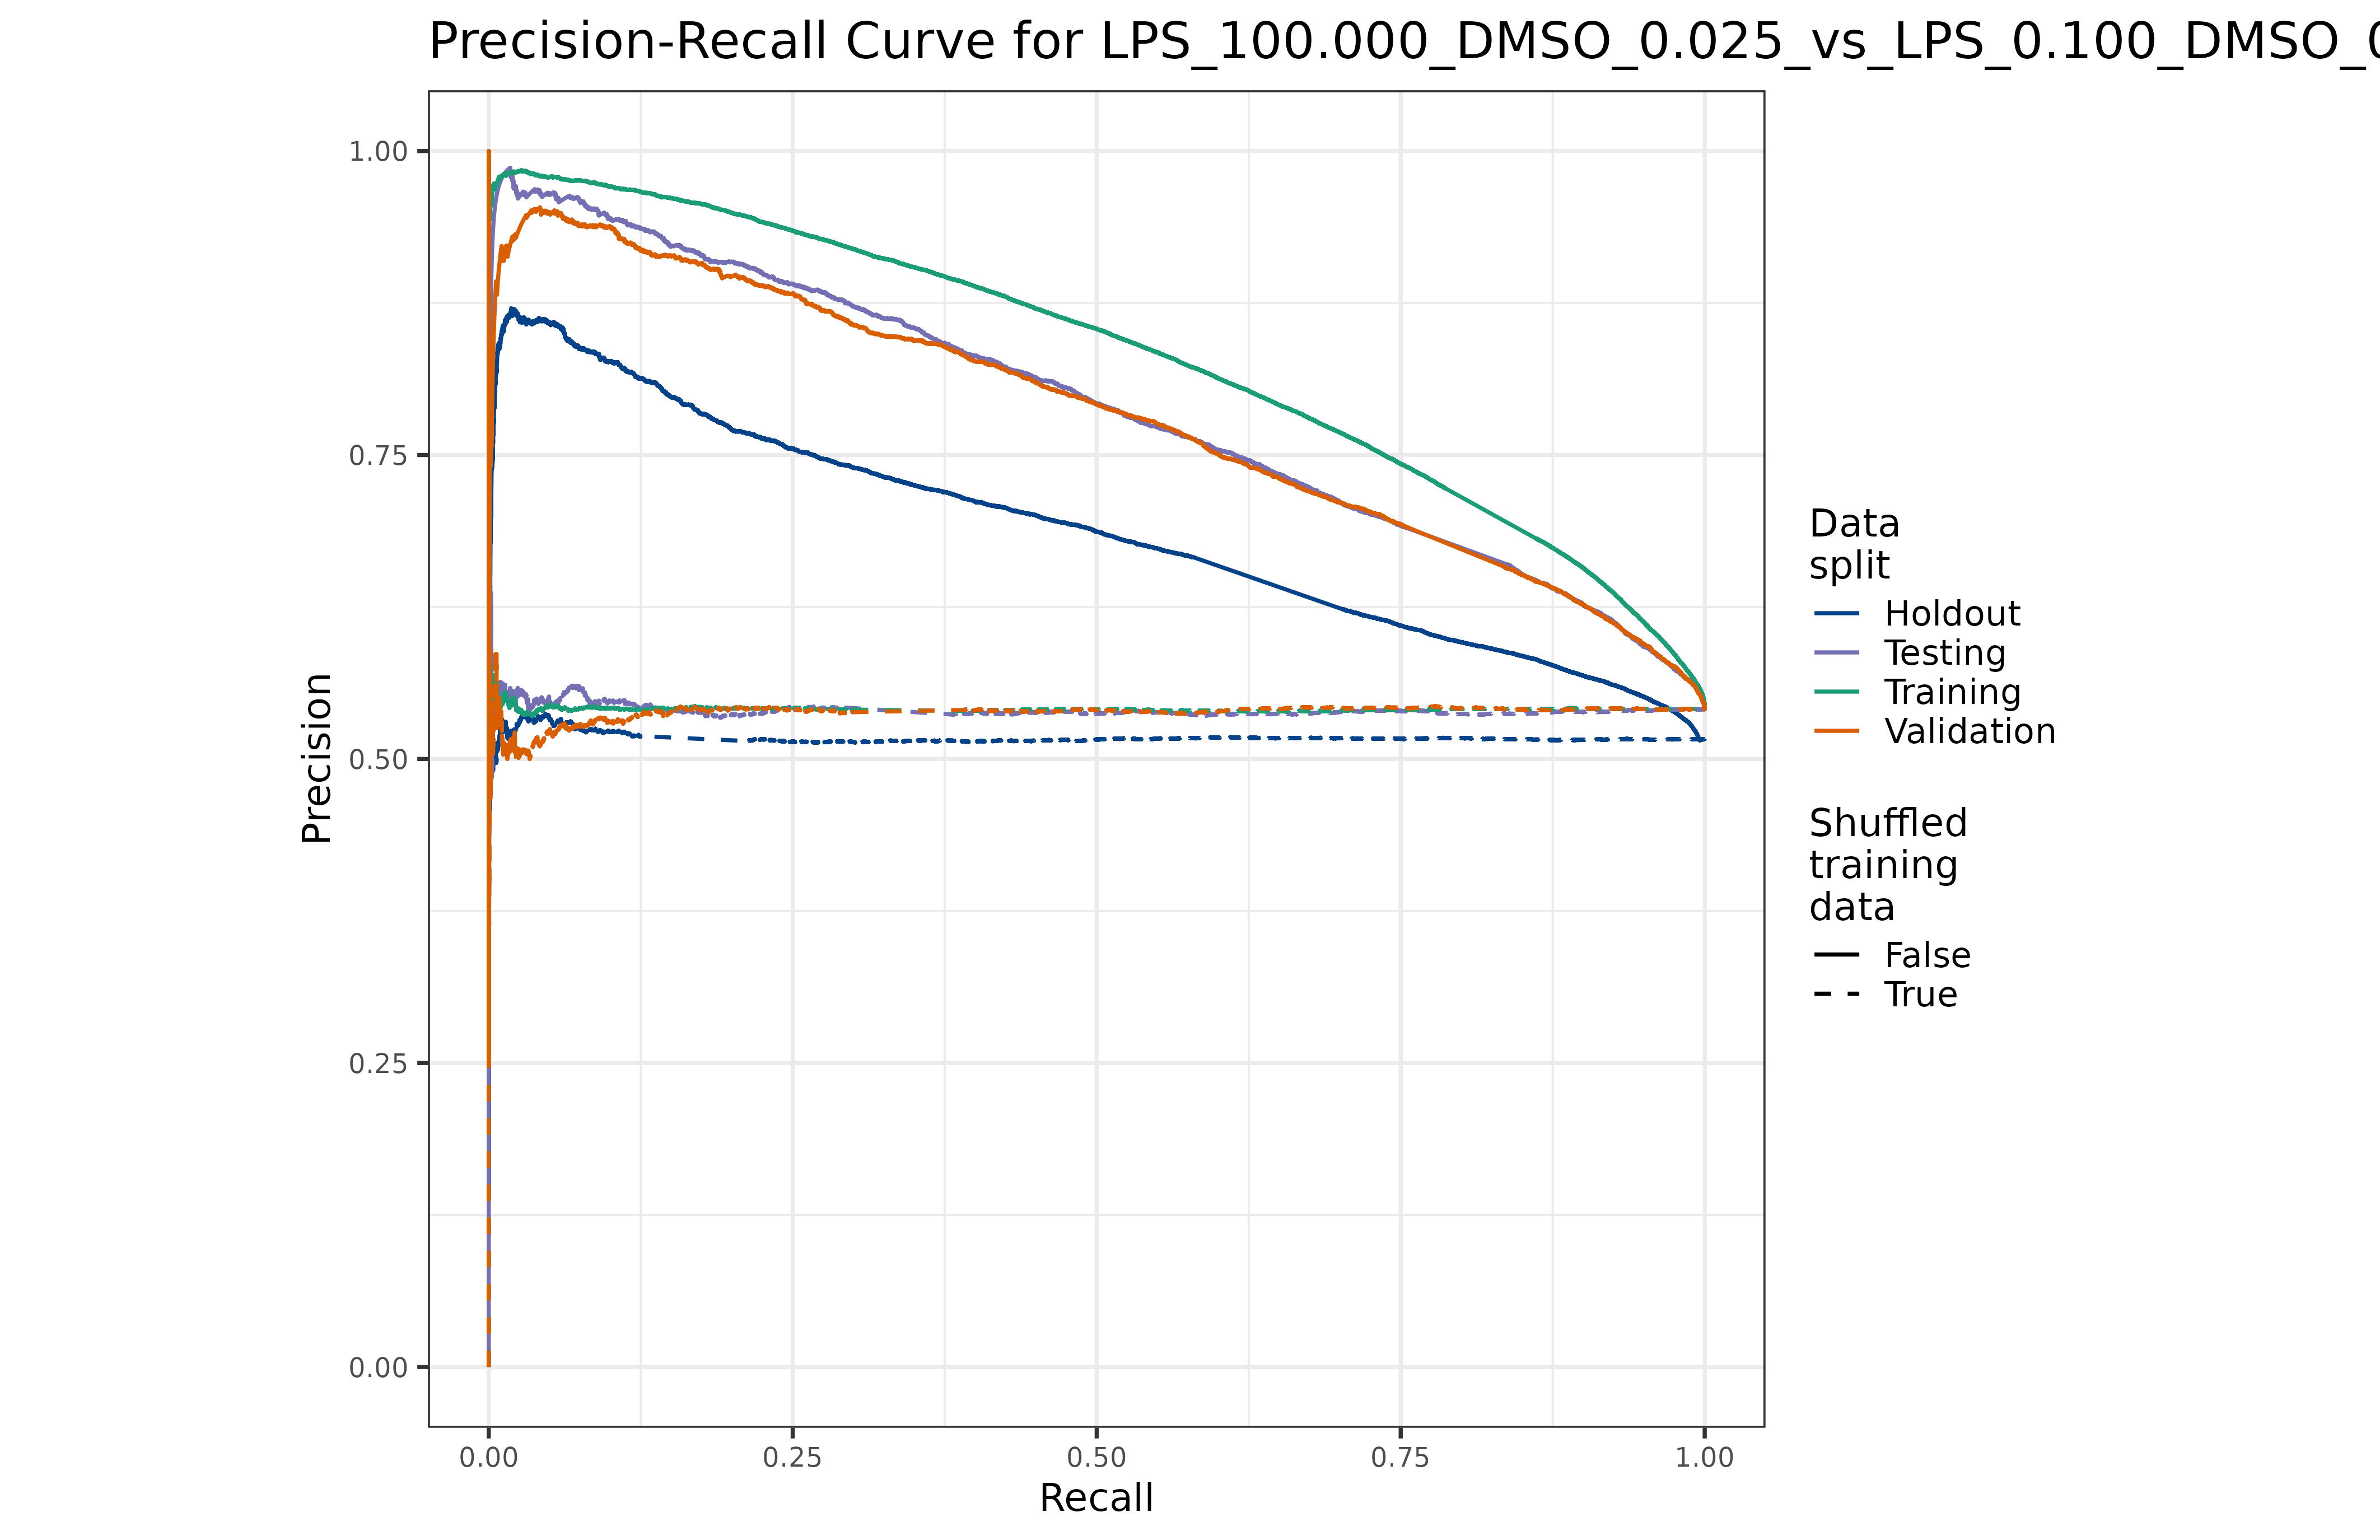 Precision-Recall Curve for LPS_100.000_DMSO_0.025_vs_LPS_0.100_DMSO_0
1.00
0.75
0.50
0.25
0.00
Precision
0.00 0.25 0.50 0.75 1.00
Recall
Data
split
Holdout
Testing
Training
Validation
Shuffled
training
data
False
True